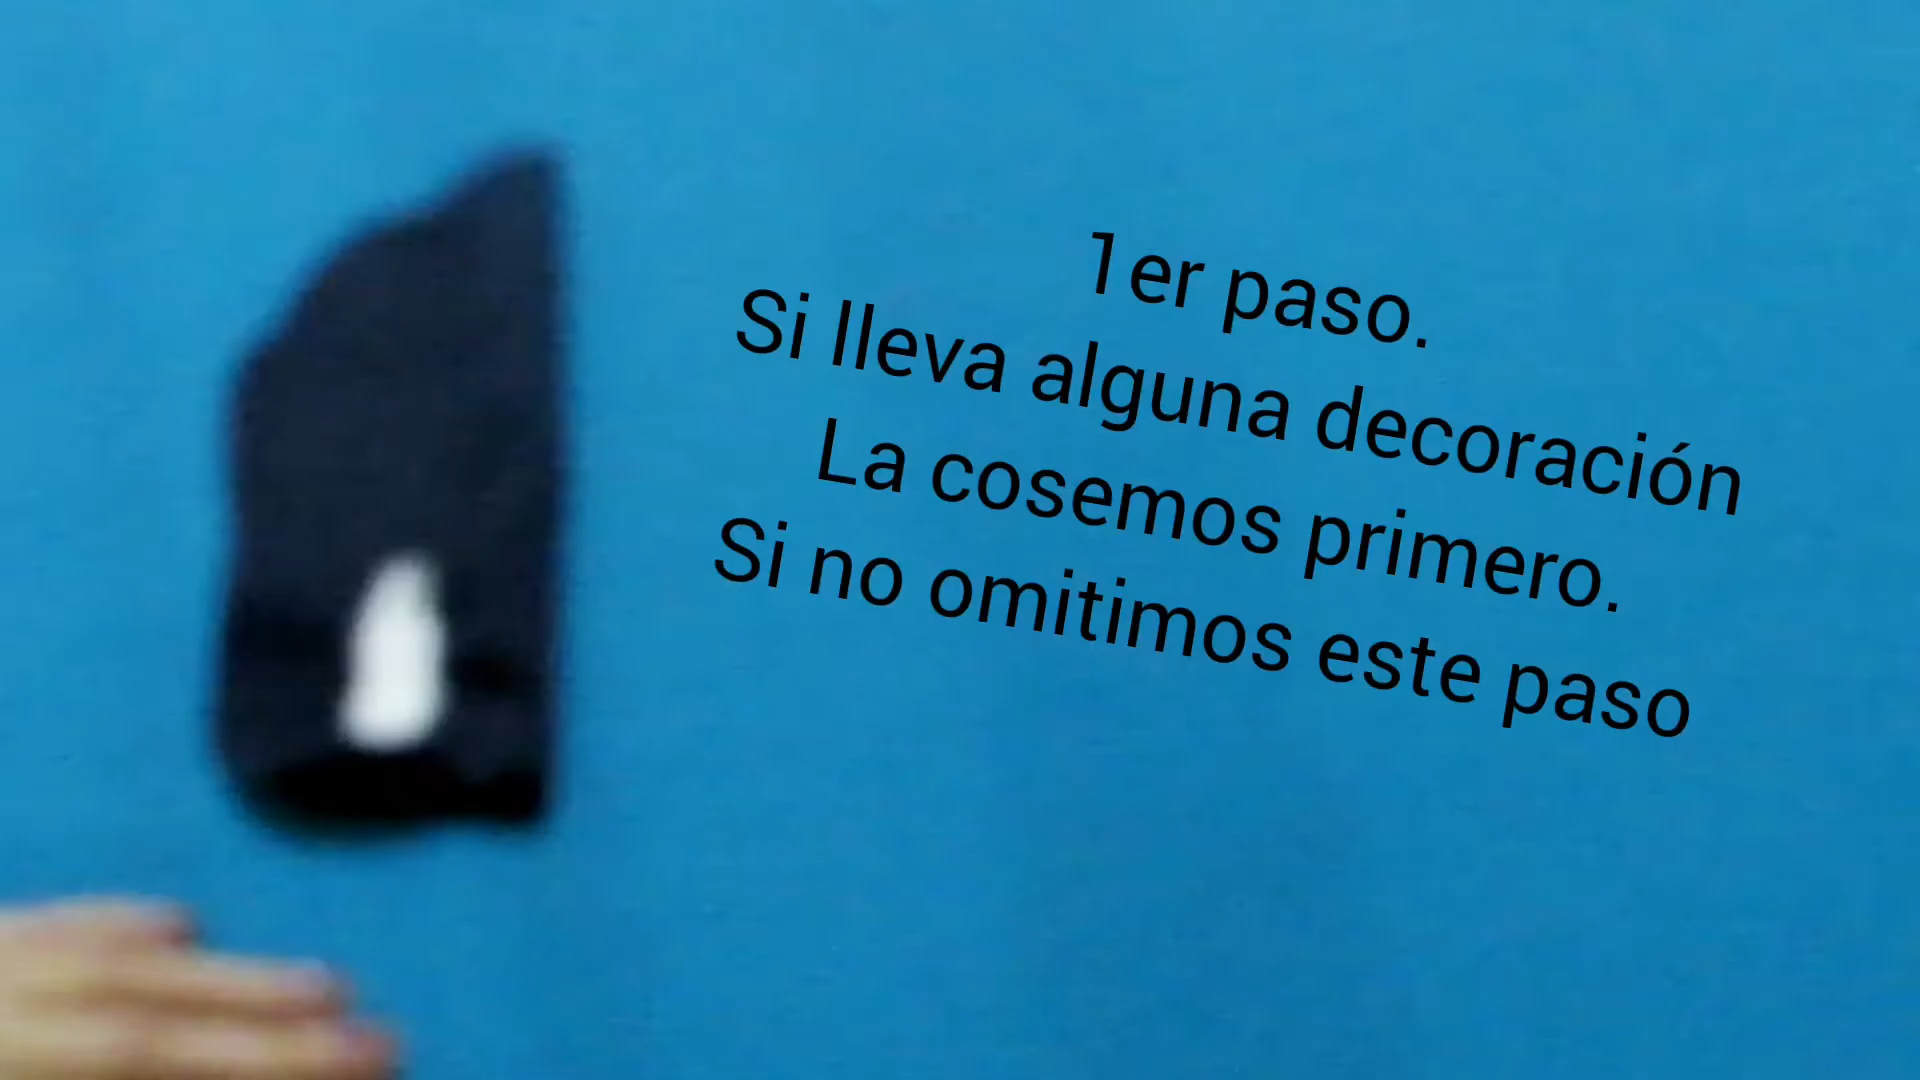 1er paso.
Si lleva alguna decoración
La cosemos primero.
Si no omitimos este paso